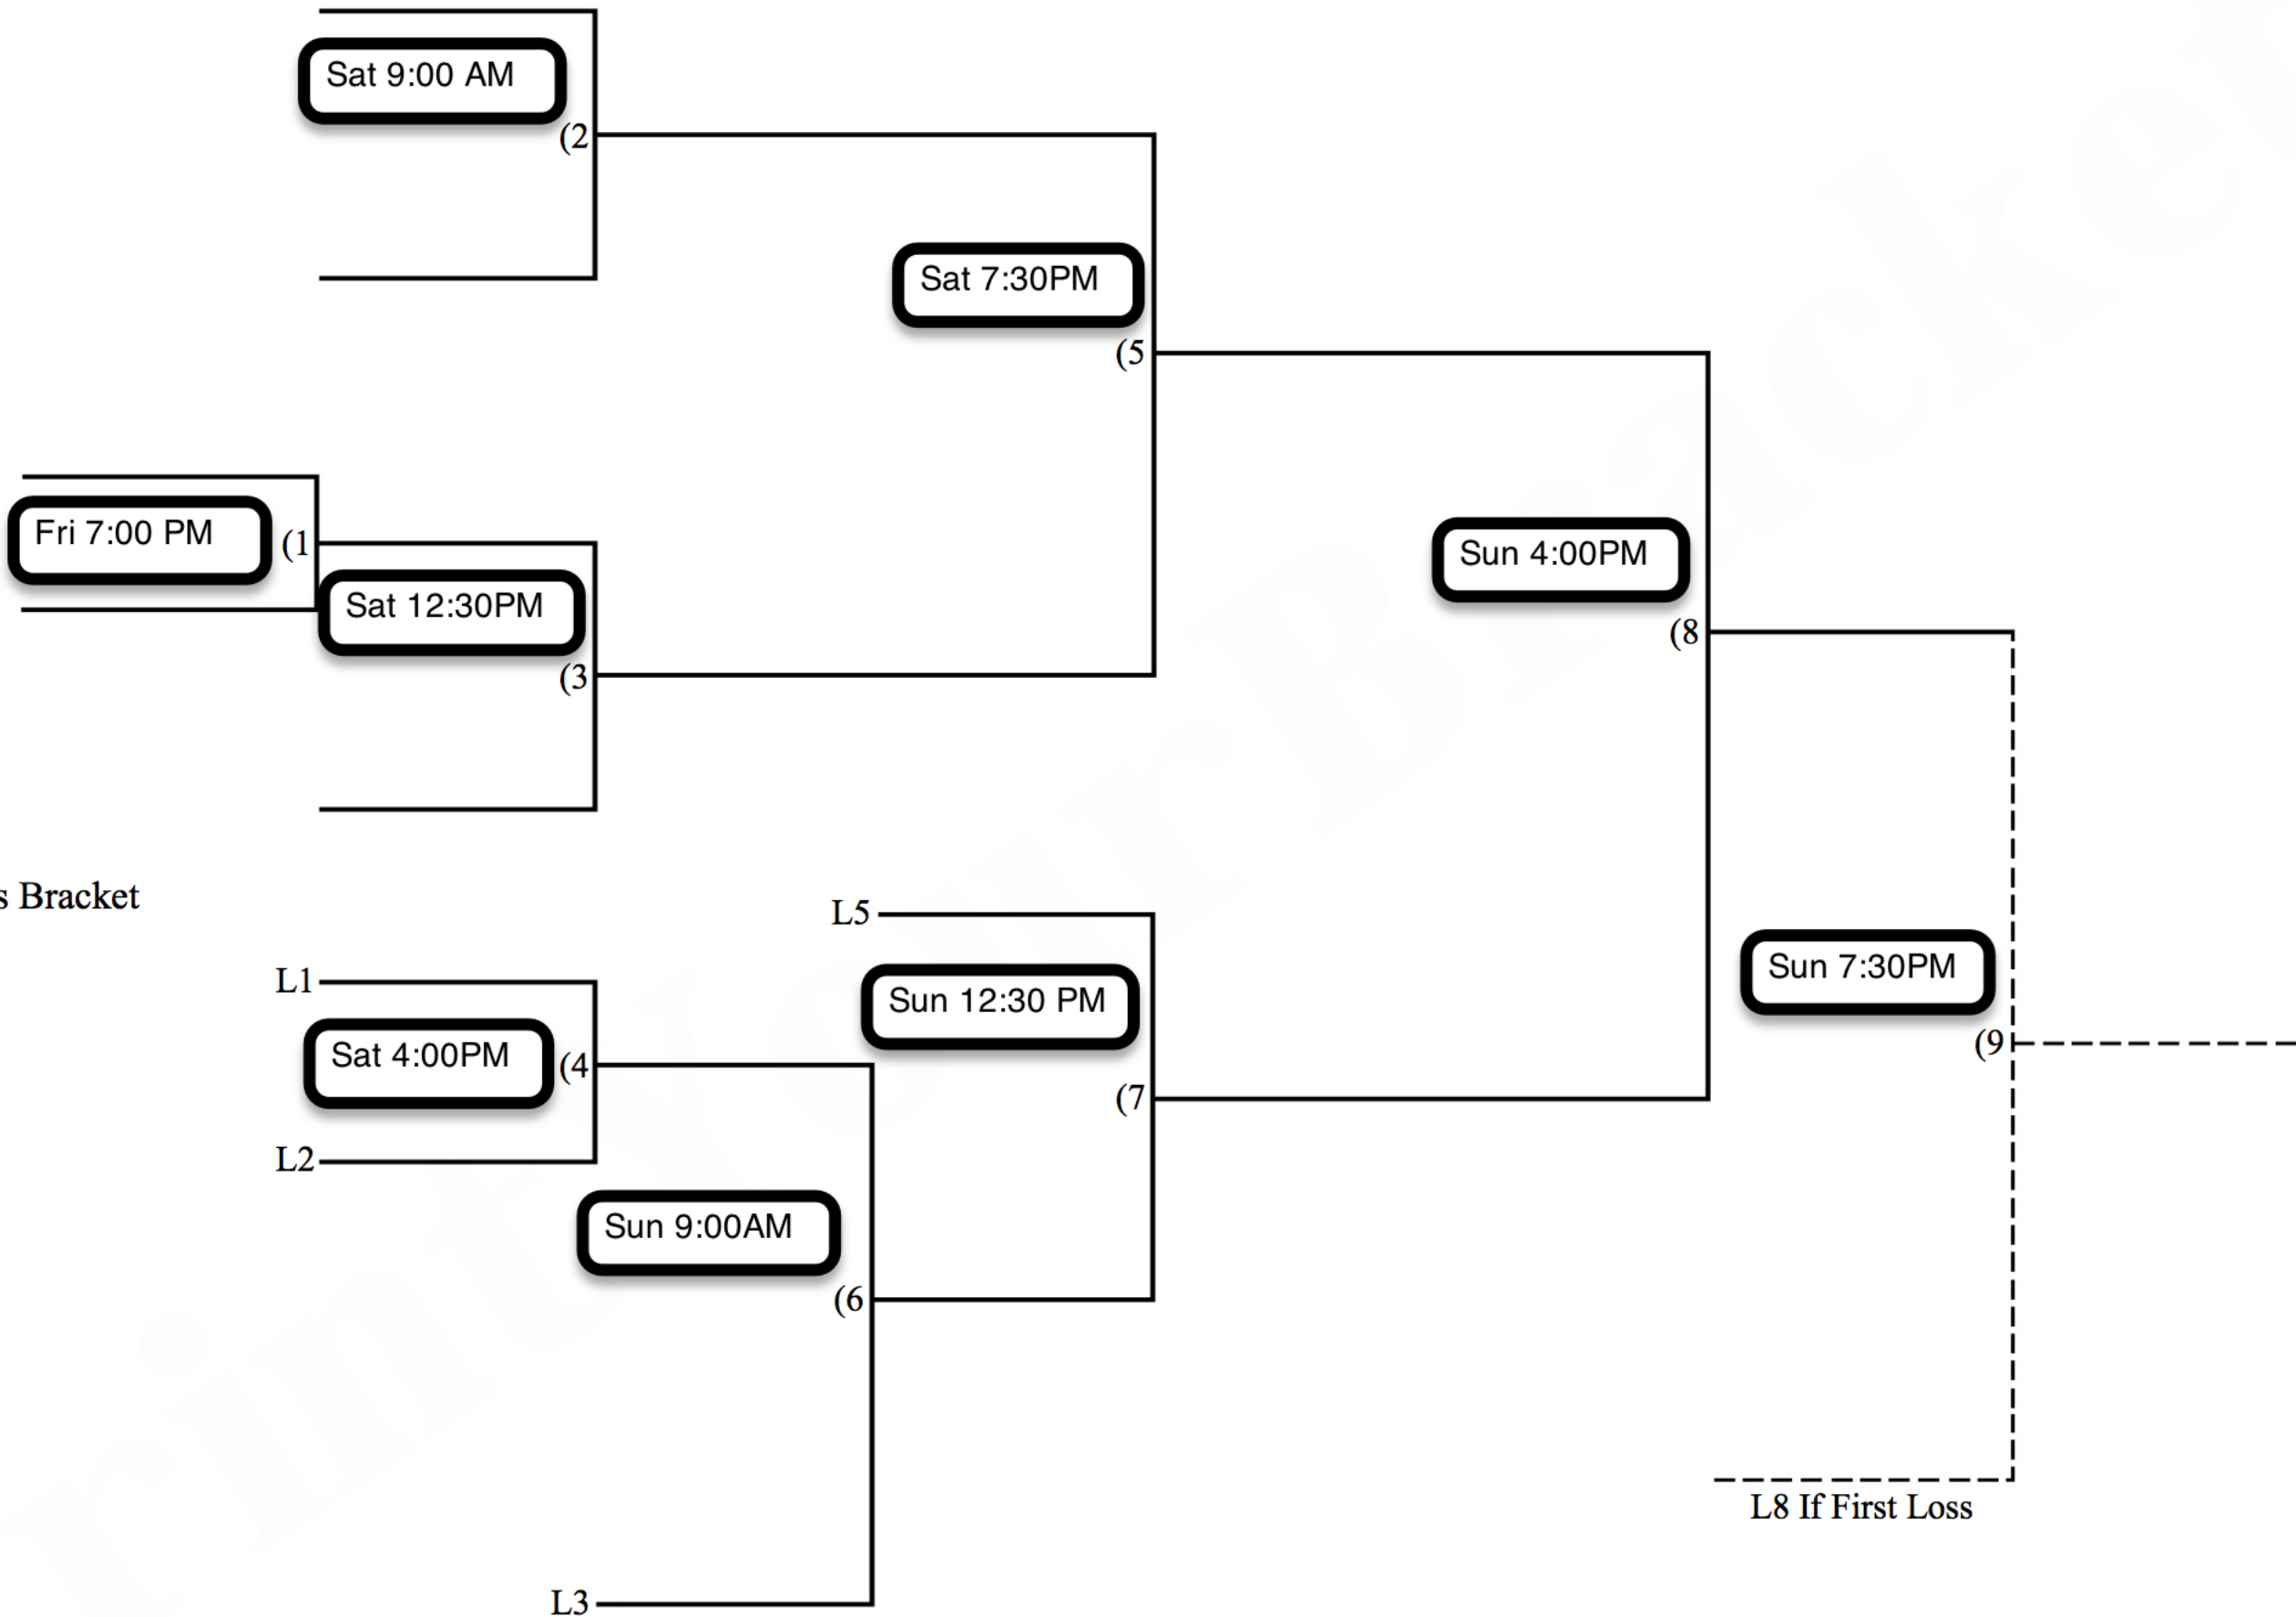 Sat 9:00 AM
(2
Sat 7:30PM
(5
Fri 7:00 PM
(1
Sat 12:30PM
(3
Sun 4:00PM
(8
s Bracket
L5
L1
Sun 12:30 PM
Sun 7:30PM
(9
Sat 4:00PM
(4
(7
L2
Sun 9:00AM
(6
L8 If First Loss
L3
rintYourBracket